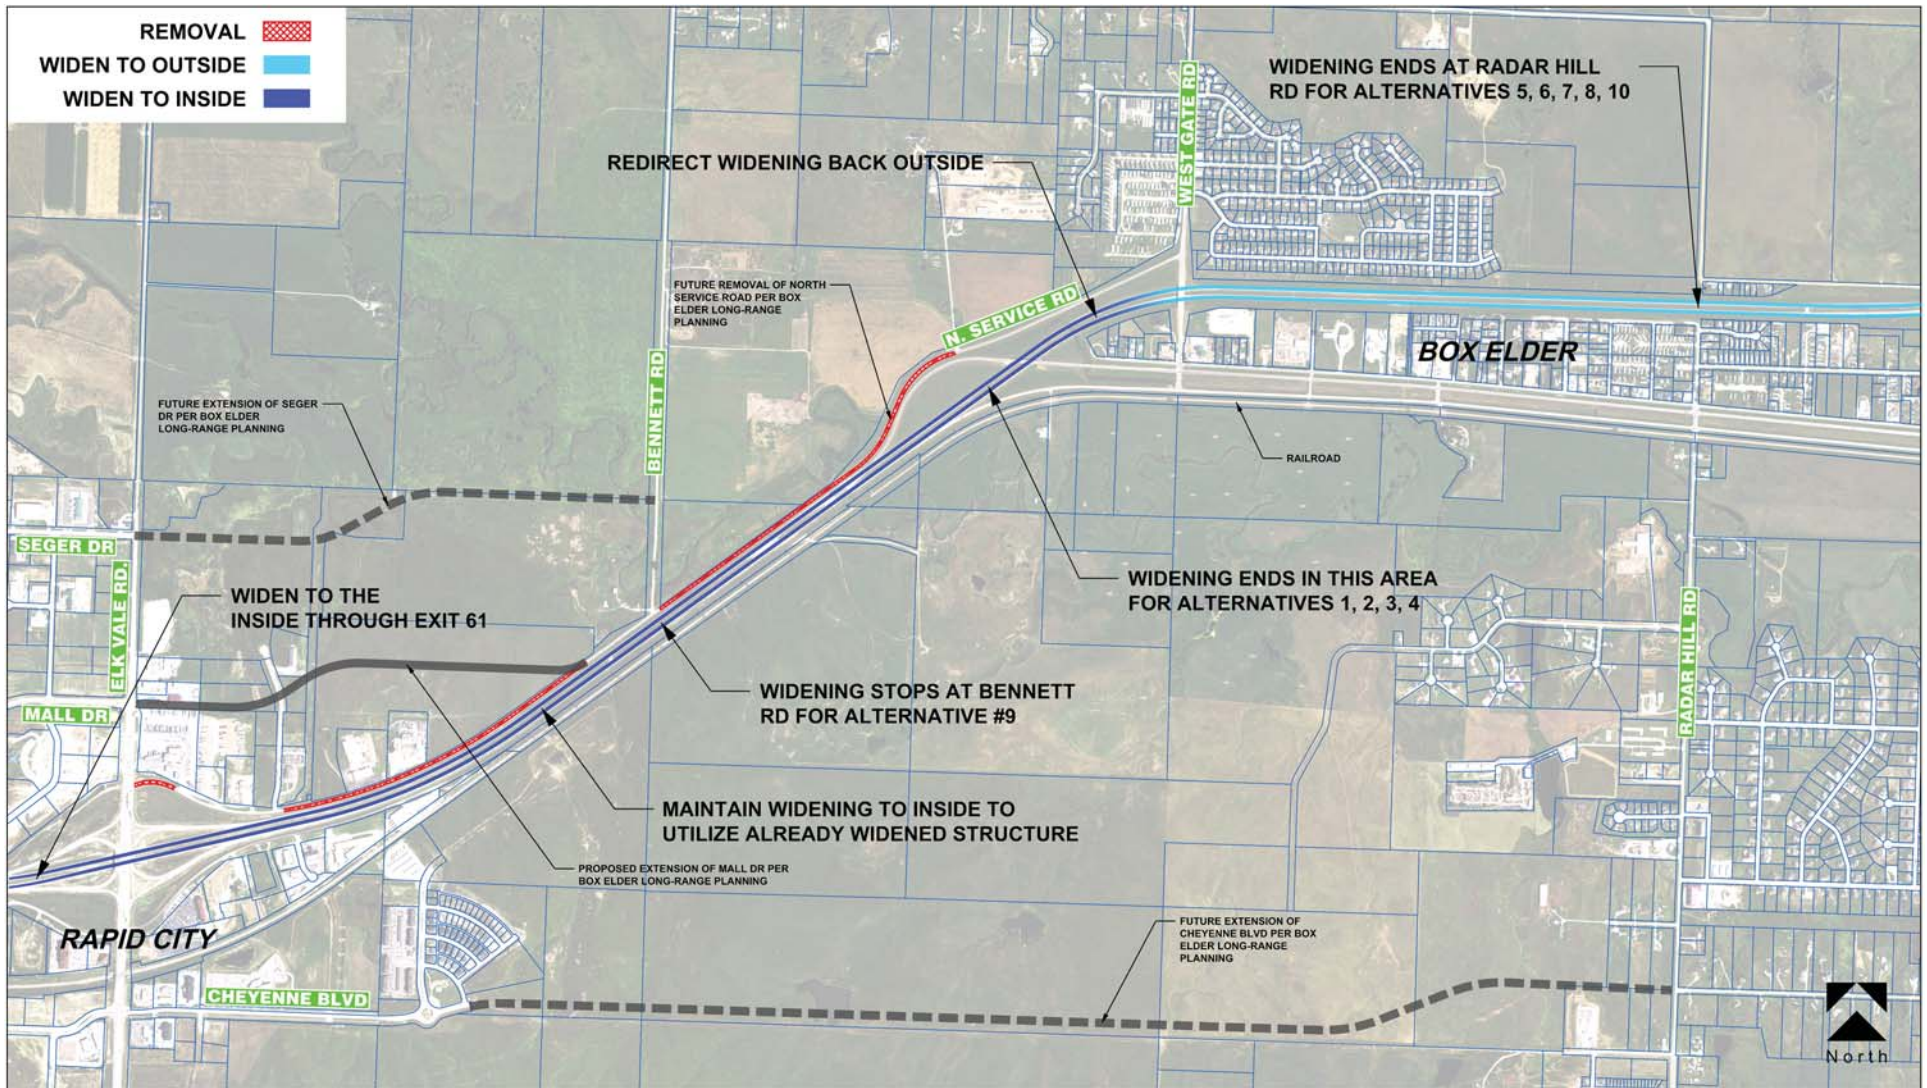 REMOVAL
WIDEN TO OUTSIDE
WIDEN TO INSIDE
WIDENING ENDS AT RADAR HILL
RD FOR ALTERNATIVES 5, 6, 7, 8, 10
WEST GATE RD
REDIRECT WIDENING BACK OUTSIDE
FUTURE REMOVAL OF NORTH
SERVICE ROAD PER BOX
ELDER LONG-RANGE
PLANNING
N. SERVICE RD
BOX ELDER
BENNETT RD
FUTURE EXTENSION OF SEGER
DR PER BOX ELDER
LONG-RANGE PLANNING
RAILROAD
SEGER DR
ELK VALE RD.
WIDEN TO THE
INSIDE THROUGH EXIT 61
WIDENING ENDS IN THIS AREA
FOR ALTERNATIVES 1, 2, 3, 4
RADAR HILL RD
MALL DR
WIDENING STOPS AT BENNETT
RD FOR ALTERNATIVE #9
MAINTAIN WIDENING TO INSIDE TO
UTILIZE ALREADY WIDENED STRUCTURE
PROPOSED EXTENSION OF MALL DR PER
BOX ELDER LONG-RANGE PLANNING
RAPID CITY
FUTURE EXTENSION OF
CHEYENNE BLVD PER BOX
ELDER LONG-RANGE
PLANNING
CHEYENNE BLVD
North